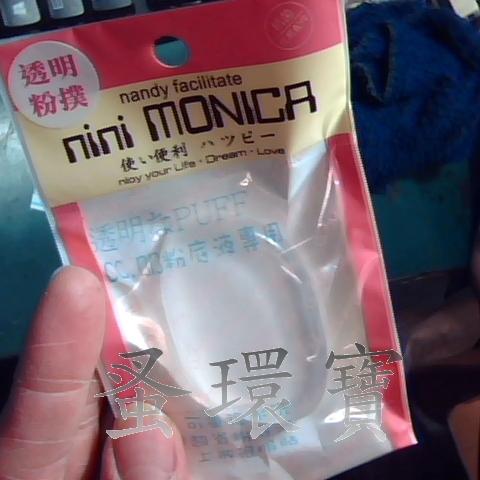 透明
粉撲
nandy facilitate
nini MONICA
使い便利 ハツピー
njoy your Life・Dream・Love
透明款PUFF
CC.BB粉底液專用
蚤環寶